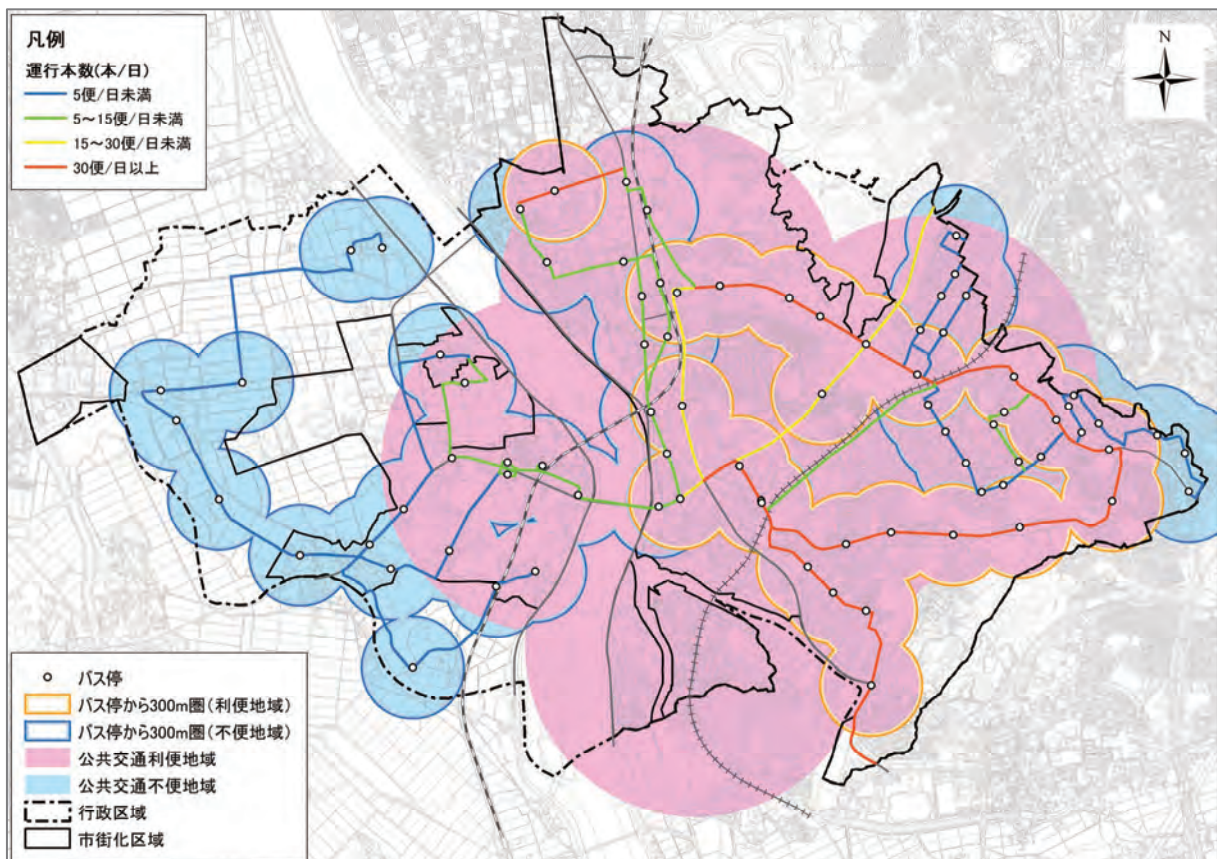 凡例
運行本数(本/日)
5便/日未満
5～15便/日未満
15～30便/日未満
30便/日以上
N
バス停
バス停から300m圏(利便地域)
バス停から300m圏(不便地域)
公共交通利便地域
公共交通不便地域
行政区域
市街化区域